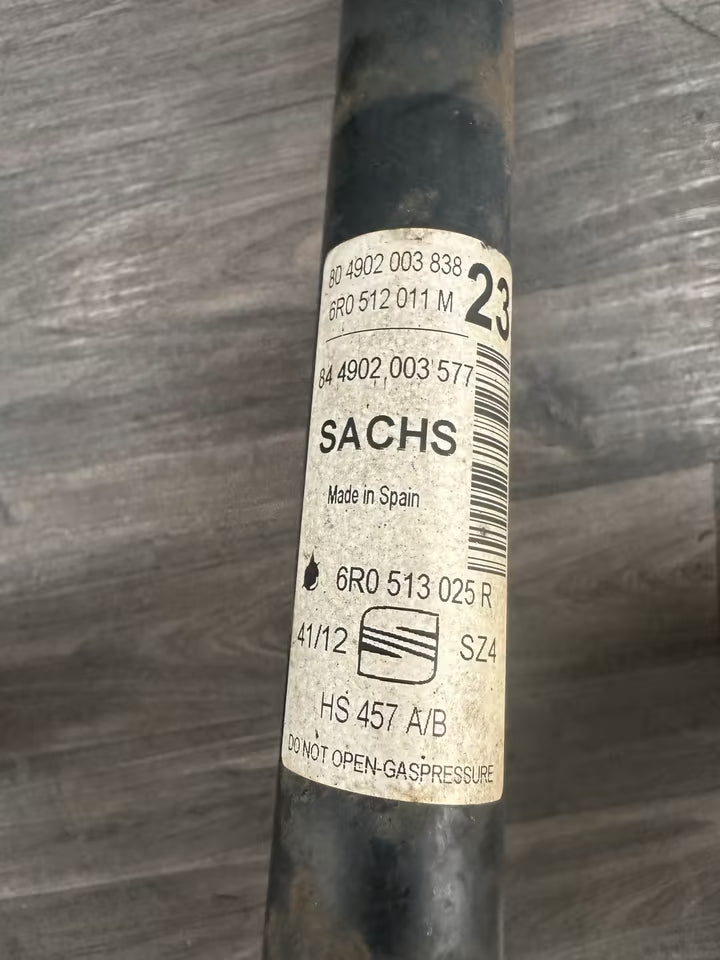 80 4902 003 838
6R0 512 011 M
23
84 4902 003 577
SACHS
Made in Spain
6R0 513 025 R
41/12
SZ4
HS 457 A/B
DO NOT OPEN-GASPRESSURE